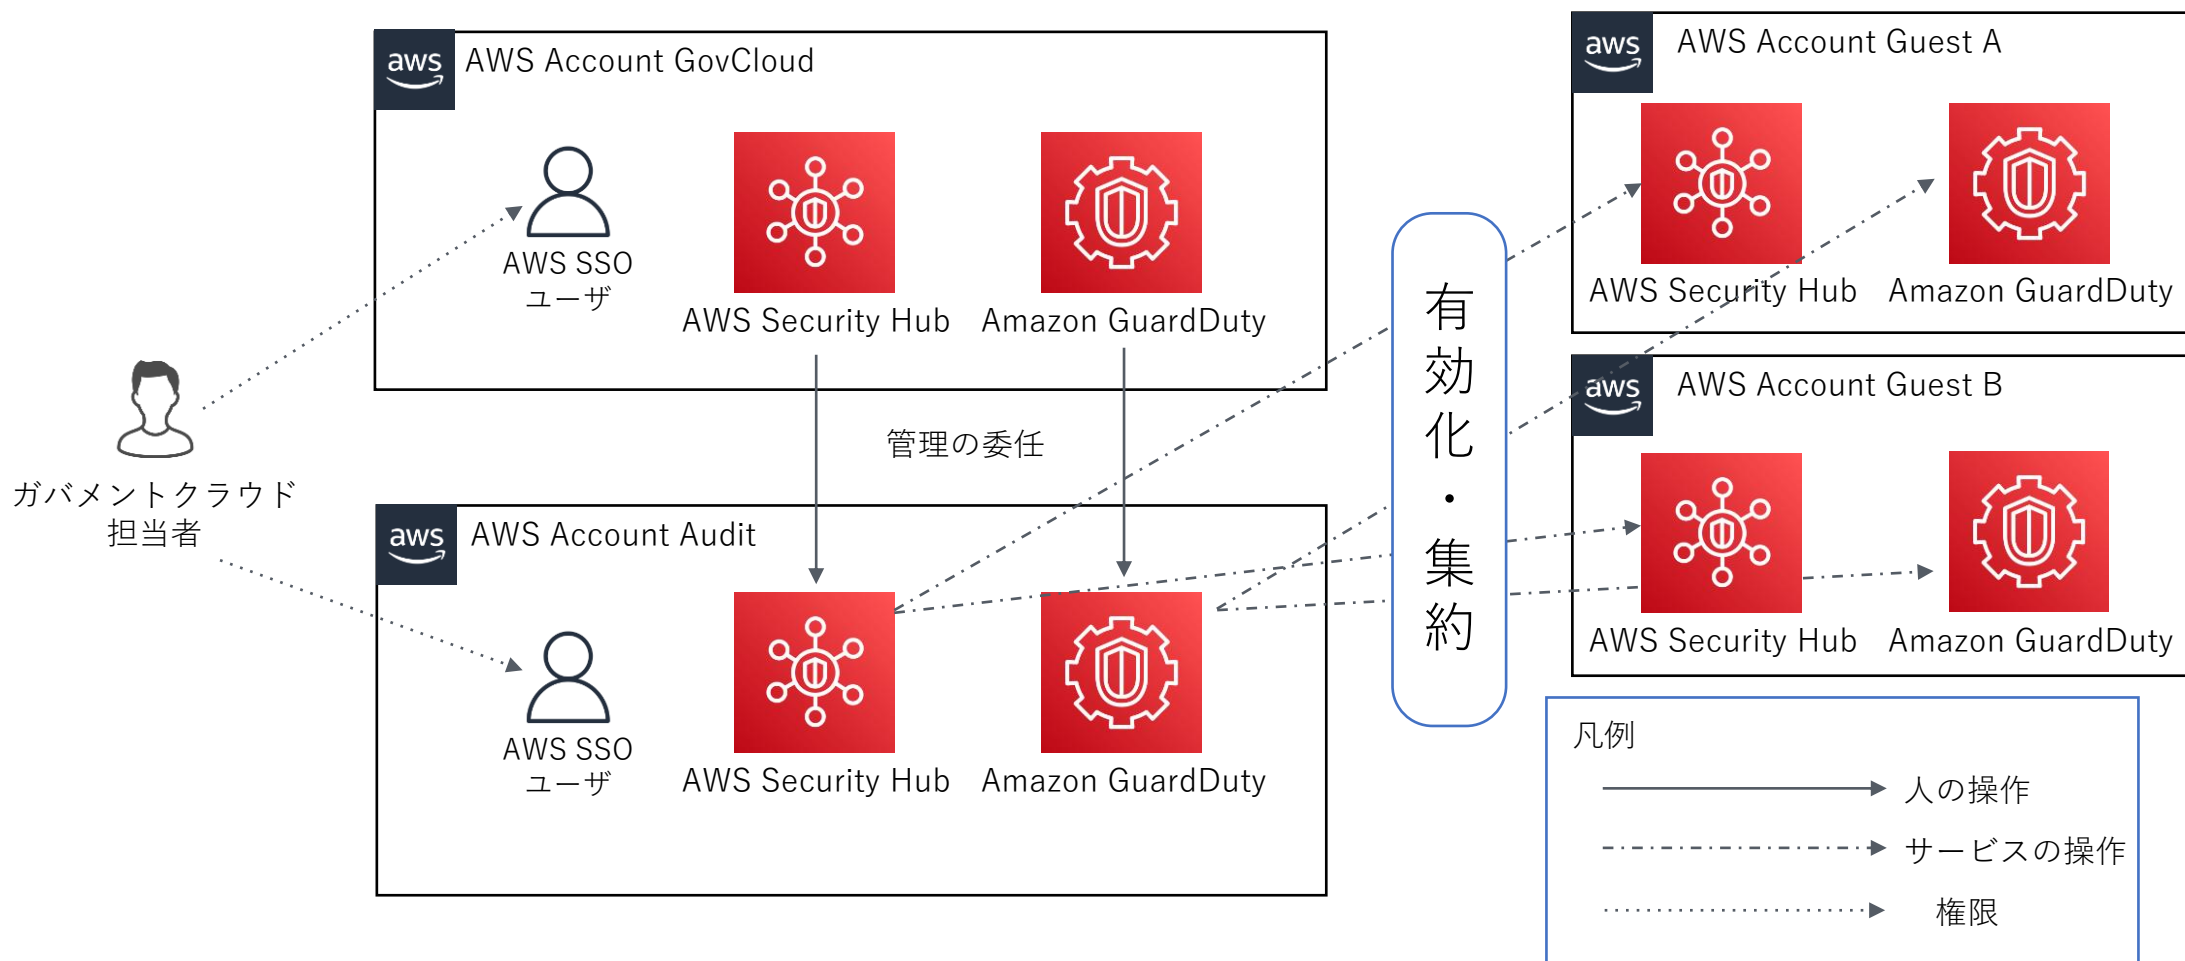 aws
AWS Account GovCloud
AWS SSO
ユーザ
AWS Security Hub
Amazon GuardDuty
ガバメントクラウド
担当者
管理の委任
aws
AWS Account Audit
AWS SSO
ユーザ
AWS Security Hub
Amazon GuardDuty
有効化・集約
aws
AWS Account Guest A
AWS Security Hub
Amazon GuardDuty
aws
AWS Account Guest B
AWS Security Hub
Amazon GuardDuty
凡例
人の操作
サービスの操作
権限